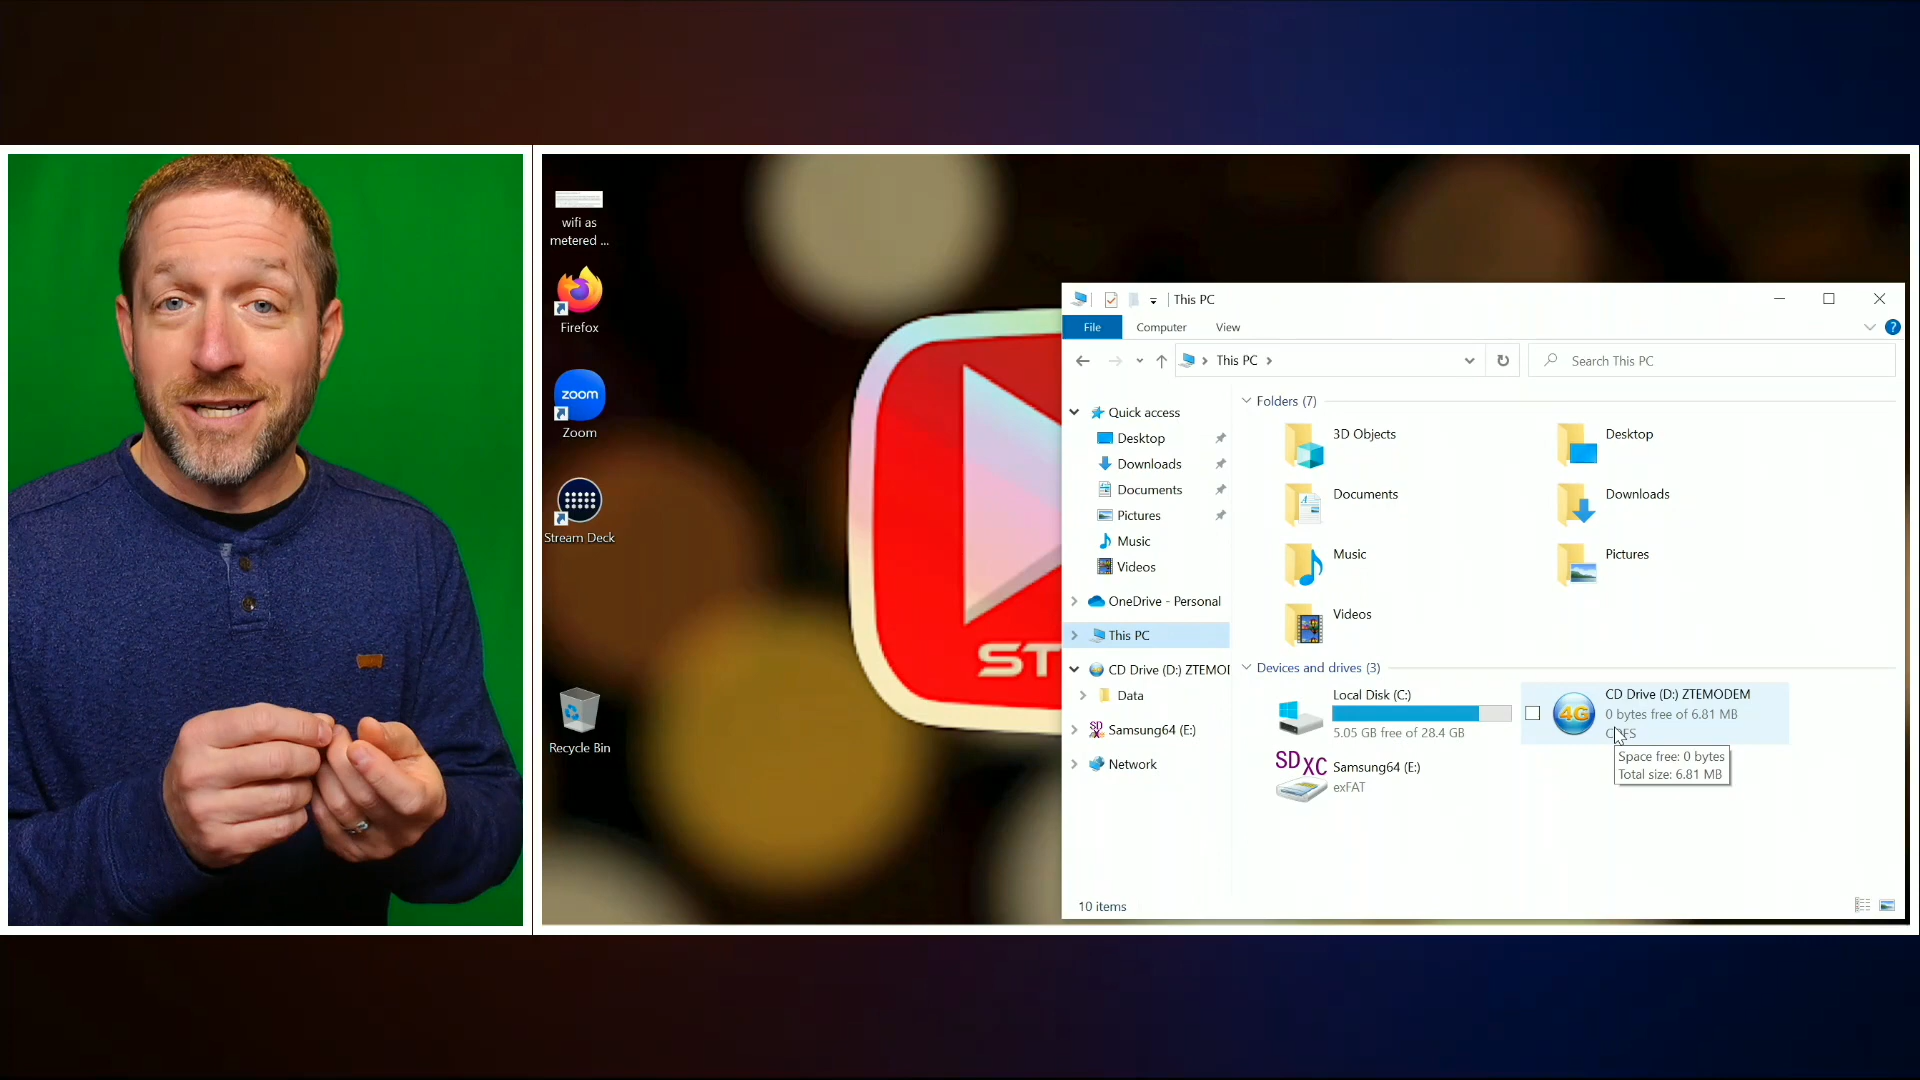 wifi as
metered ...
Firefox
zoom
Zoom
Stream Deck
Recycle Bin
ST
This PC
File
Computer
View
?
This PC
Search This PC
Quick access
Desktop
Downloads
Documents
Pictures
Music
Videos
OneDrive - Personal
This PC
CD Drive (D:) ZTEMOI
Data
SD
XC
Samsung64 (E:)
Network
Folders (7)
3D Objects
Desktop
Documents
Downloads
Music
Pictures
Videos
Devices and drives (3)
Local Disk (C:)
5.05 GB free of 28.4 GB
4G
CD Drive (D:) ZTEMODEM
0 bytes free of 6.81 MB
CDFS
Space free: 0 bytes
Total size: 6.81 MB
SDXC
Samsung64 (E:)
exFAT
10 items